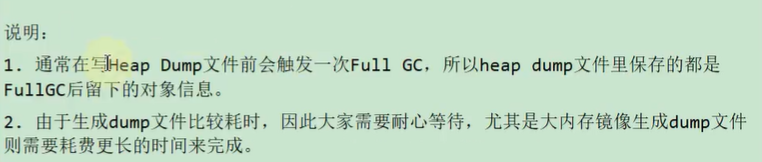 说明：
1. 通常在写Heap Dump文件前会触发一次Full GC，所以heap dump文件里保存的都是
FullGC后留下的对象信息。
2. 由于生成dump文件比较耗时，因此大家需要耐心等待，尤其是大内存镜像生成dump文件
则需要耗费更长的时间来完成。